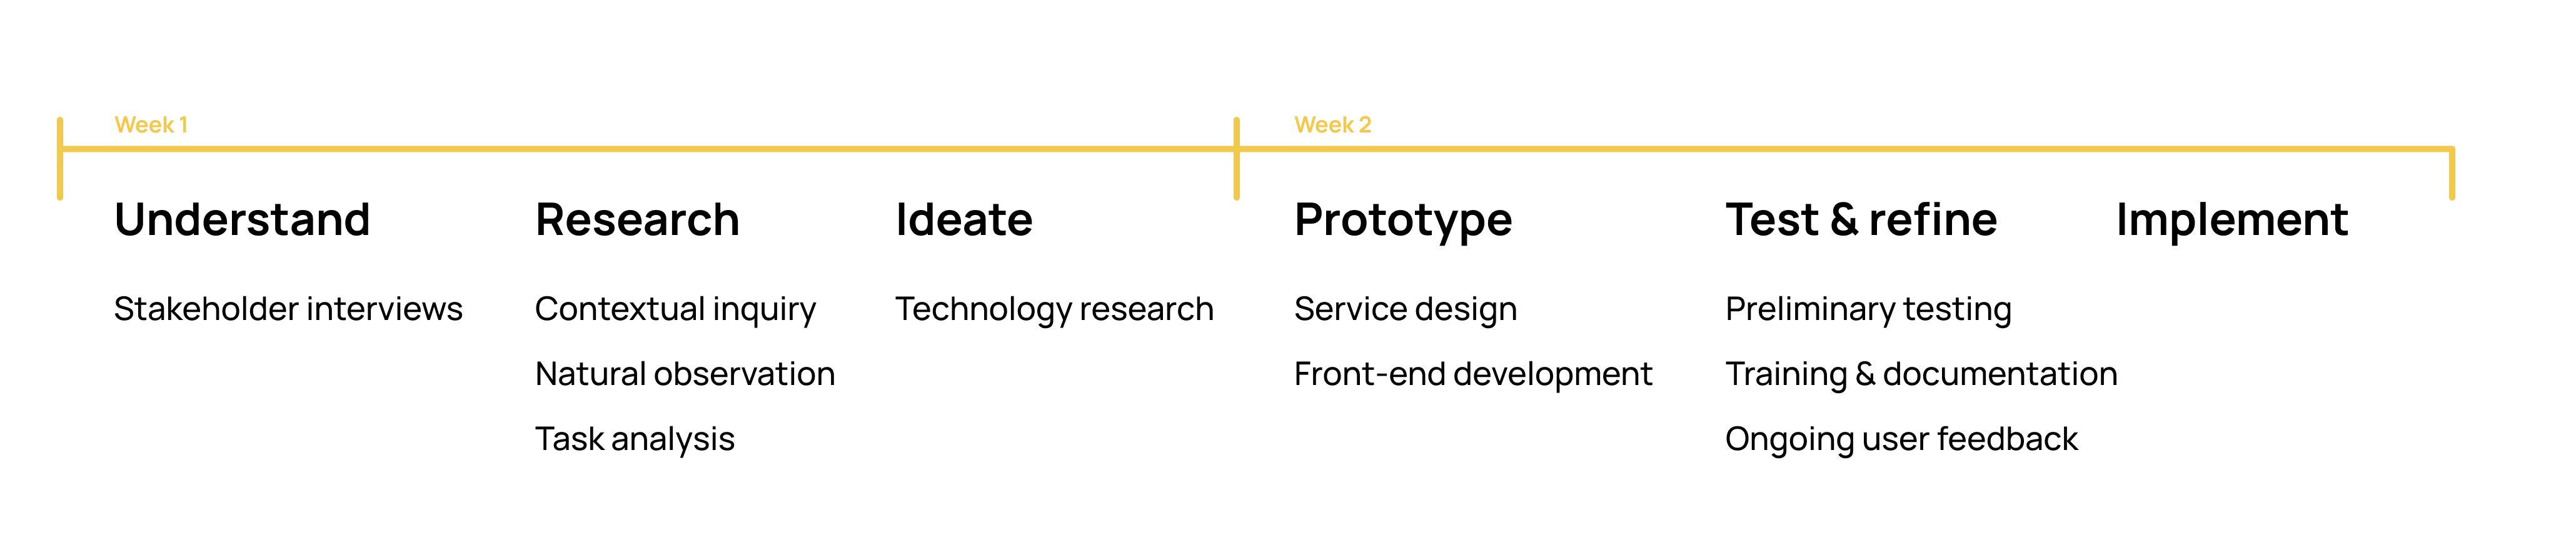 Week 1
Week 2
Understand
Research
Ideate
Prototype
Test & refine
Implement
Stakeholder interviews
Contextual inquiry
Technology research
Service design
Preliminary testing
Natural observation
Front-end development
Training & documentation
Task analysis
Ongoing user feedback